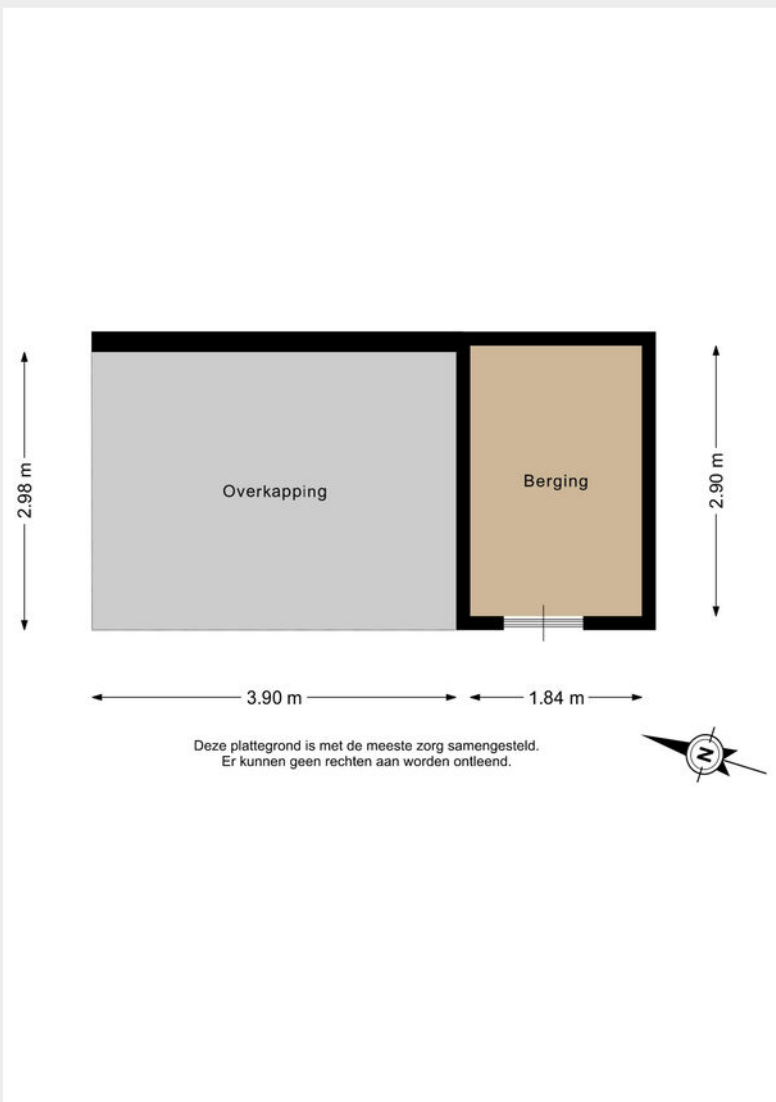 Overkapping
Berging
2.98 m
2.90 m
3.90 m
1.84 m
Deze plattegrond is met de meeste zorg samengesteld.
Er kunnen geen rechten aan worden ontleend.
N